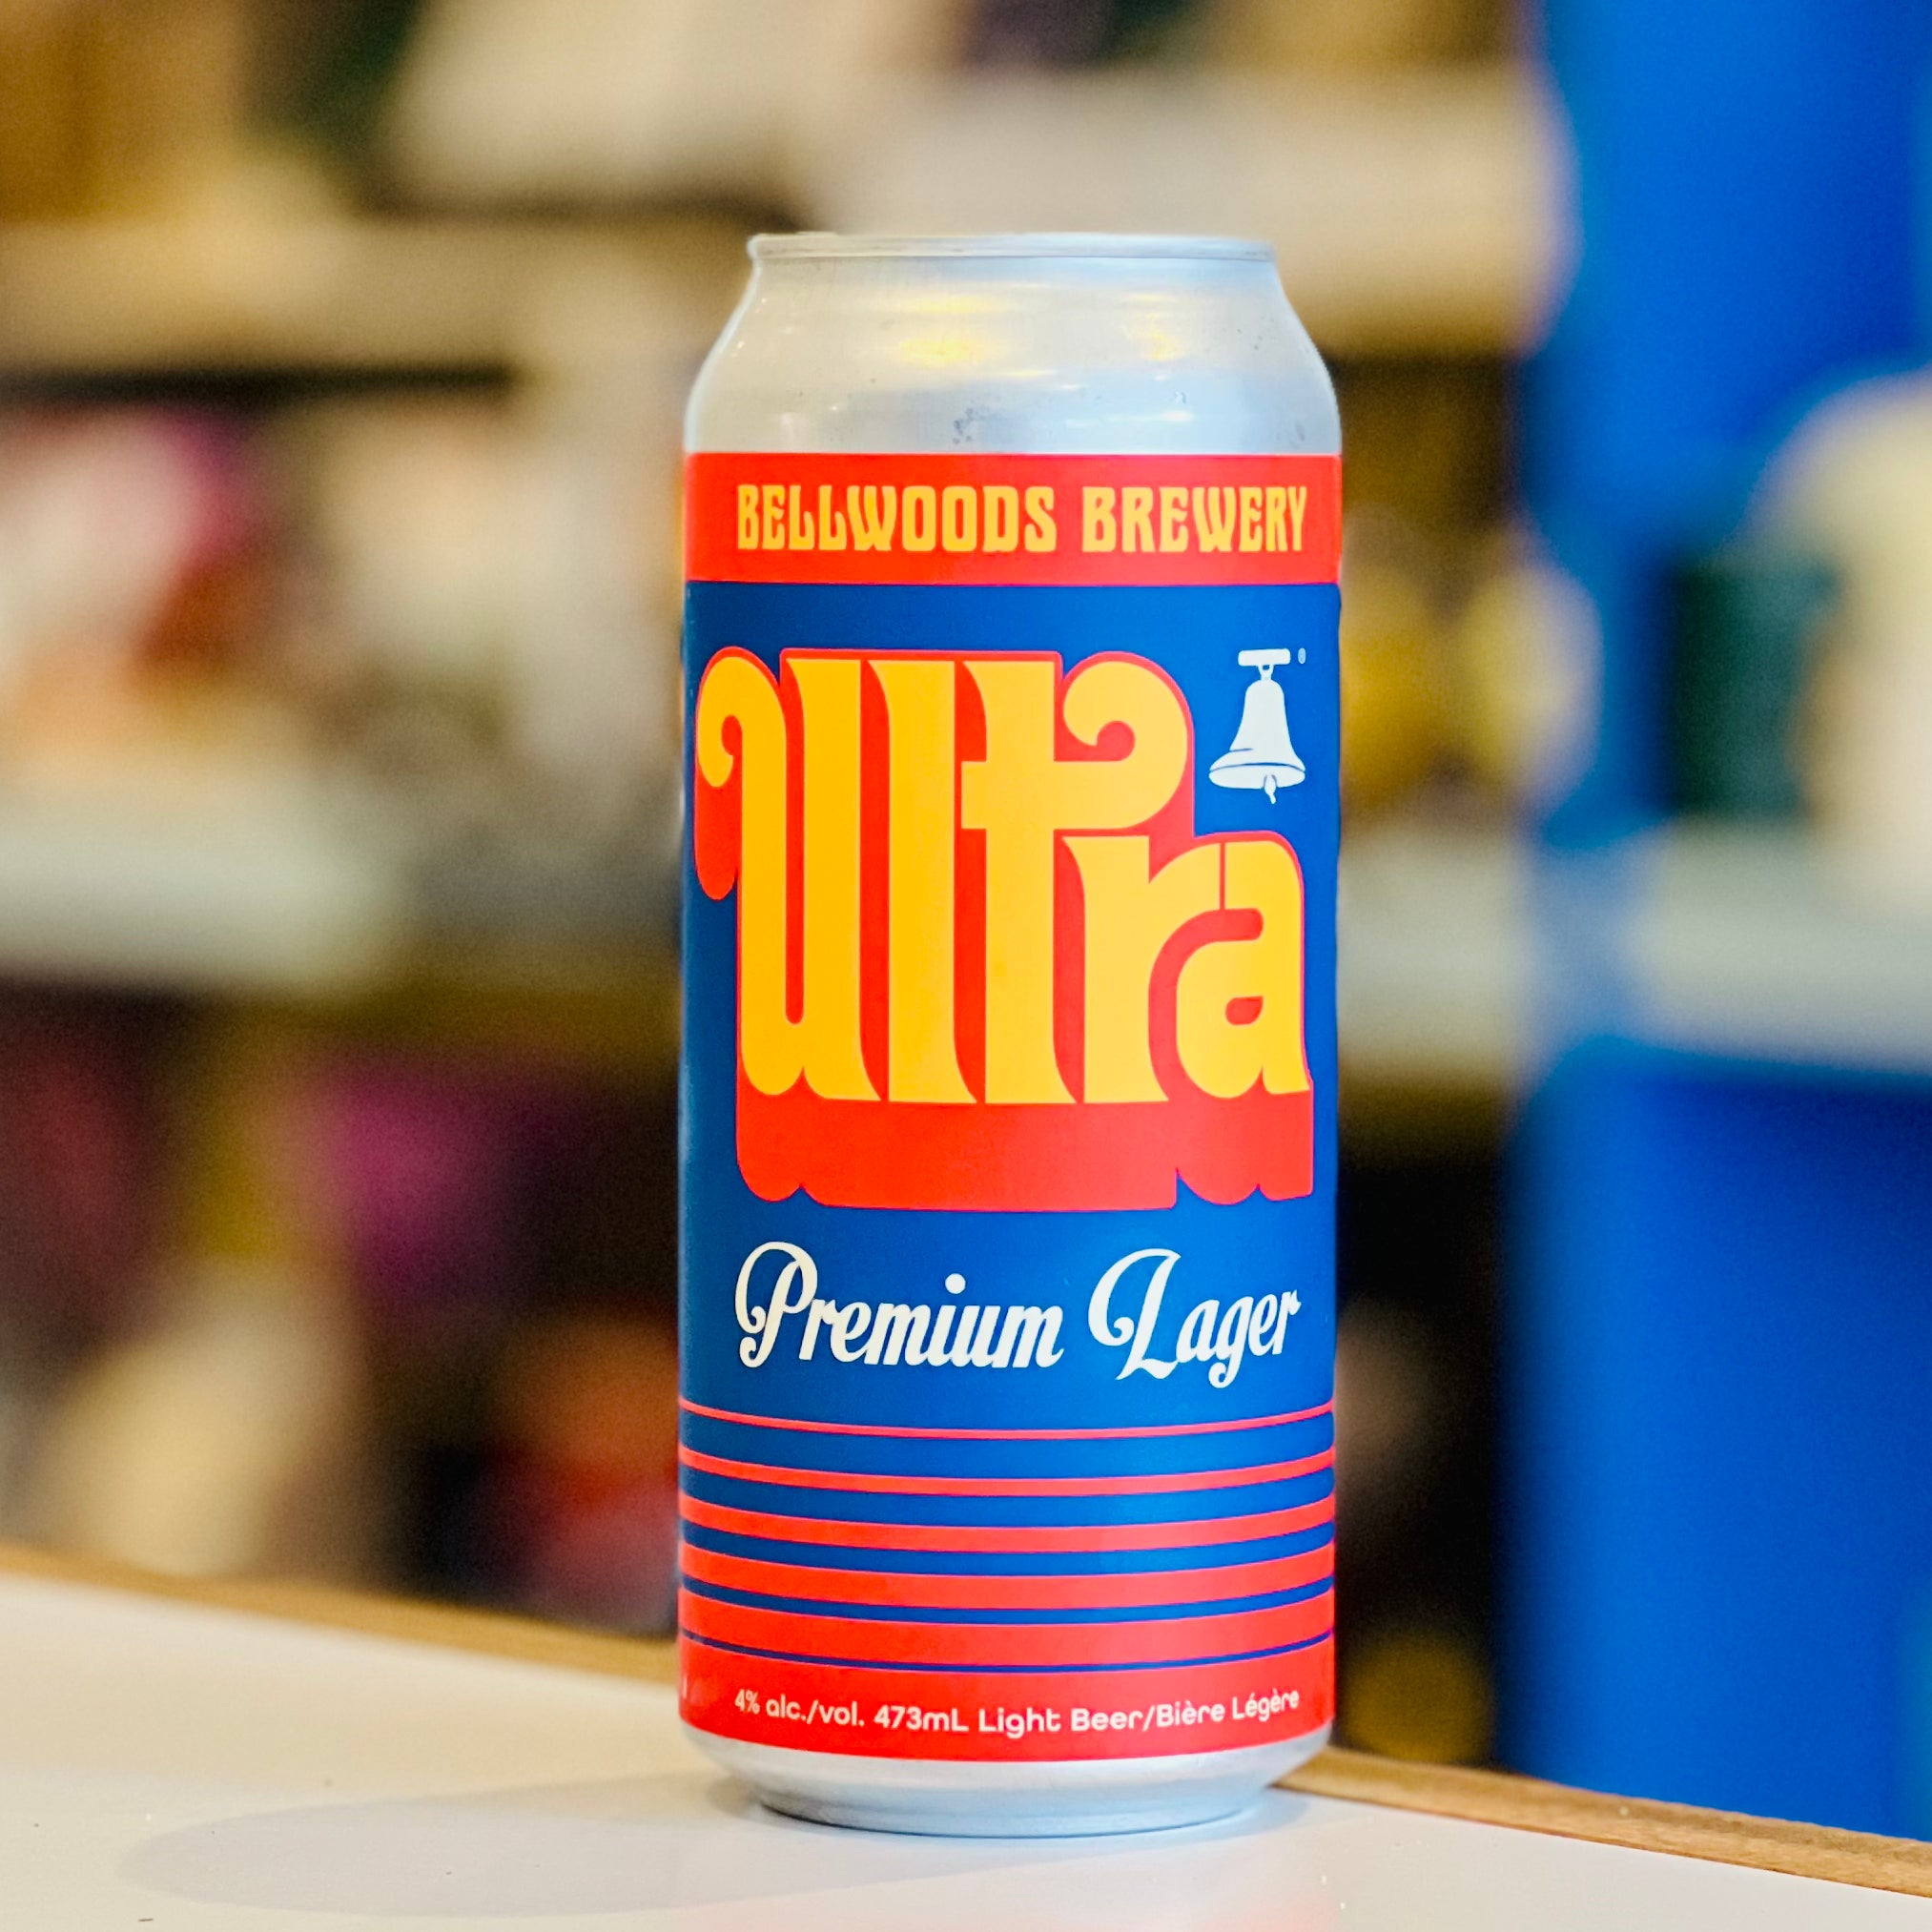 BELLWOODS BREWERY
ultra
®
Premium Lager
4% alc./vol. 473mL Light Beer/Bière Légère